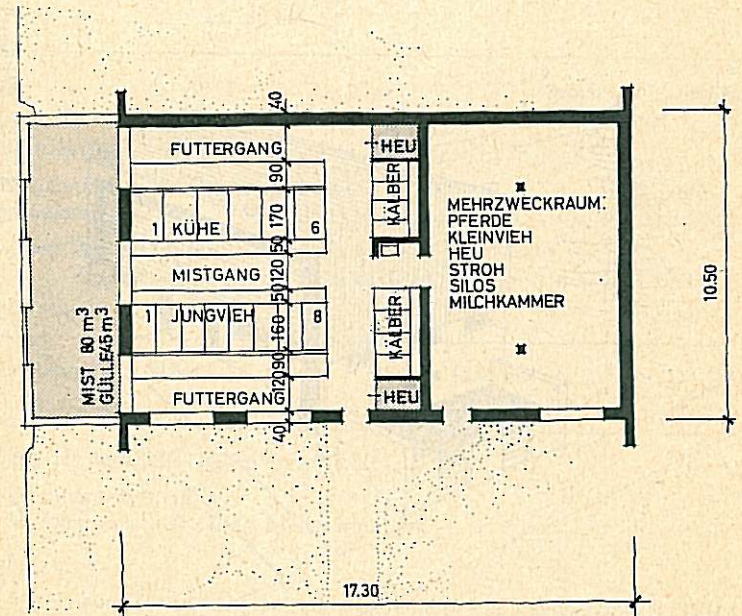 40
FUTTERGANG
90
1 KÜHE 6
170
50
MISTGANG
120
50
1 JUNGVIEH 8
160
90
120
FUTTERGANG
40
MIST 80 m³
GÜLLE 45 m³
HEU
KÄLBER
KÄLBER
HEU
MEHRZWECKRAUM:
PFERDE
KLEINVIEH
HEU
STROH
SILOS
MILCHKAMMER
10.50
17.30